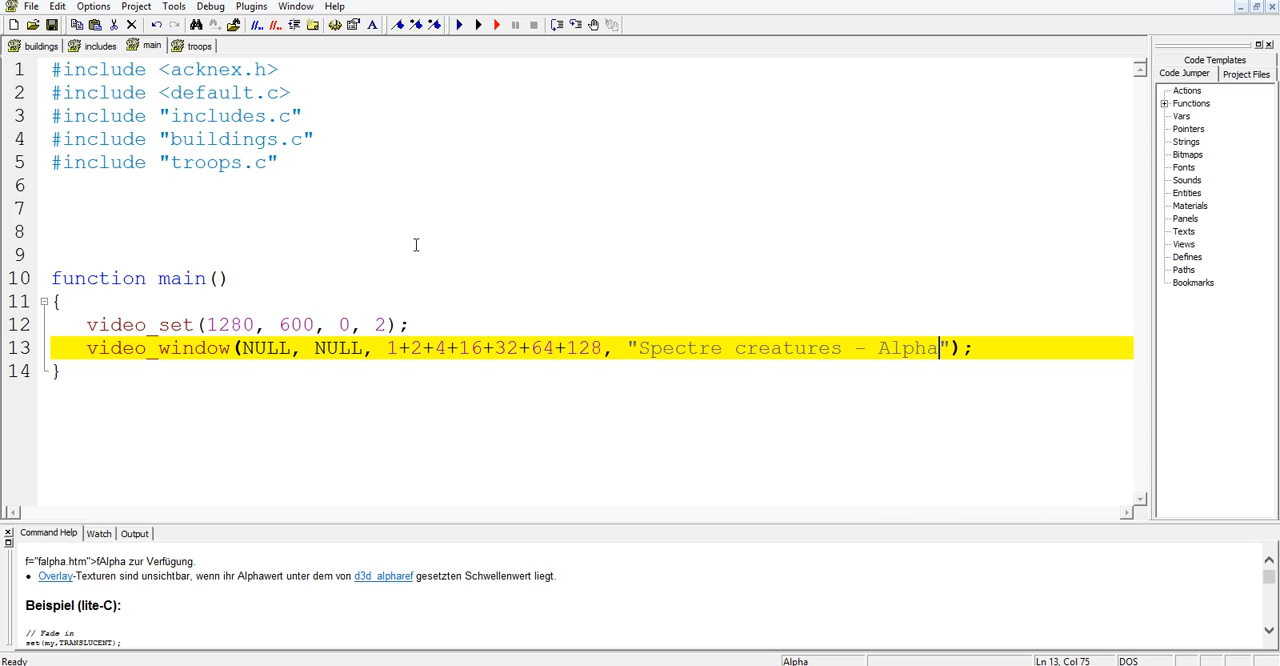 File Edit Options Project Tools Debug Plugins Window Help
buildings includes main troops
1 #include <acknex.h>
2 #include <default.c>
3 #include "includes.c"
4 #include "buildings.c"
5 #include "troops.c"
6
7
8
9
10 function main()
11 {
12 video_set(1280, 600, 0, 2);
13 video_window(NULL, NULL, 1+2+4+16+32+64+128, "Spectre creatures - Alpha");
14 }
Code Templates
Code Jumper Project Files
Actions
Functions
Vars
Pointers
Strings
Bitmaps
Fonts
Sounds
Entities
Materials
Panels
Texts
Views
Defines
Paths
Bookmarks
Command Help Watch Output
f="falpha.htm">fAlpha zur Verfügung.
• Overlay-Texturen sind unsichtbar, wenn ihr Alphawert unter dem von d3d_alpharef gesetzten Schwellenwert liegt.
Beispiel (lite-C):
// Fade in
set(my,TRANSLUCENT);
Ready Alpha Ln 13, Col 75 DOS